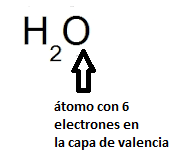 H2O
átomo con 6
electrones en
la capa de valencia